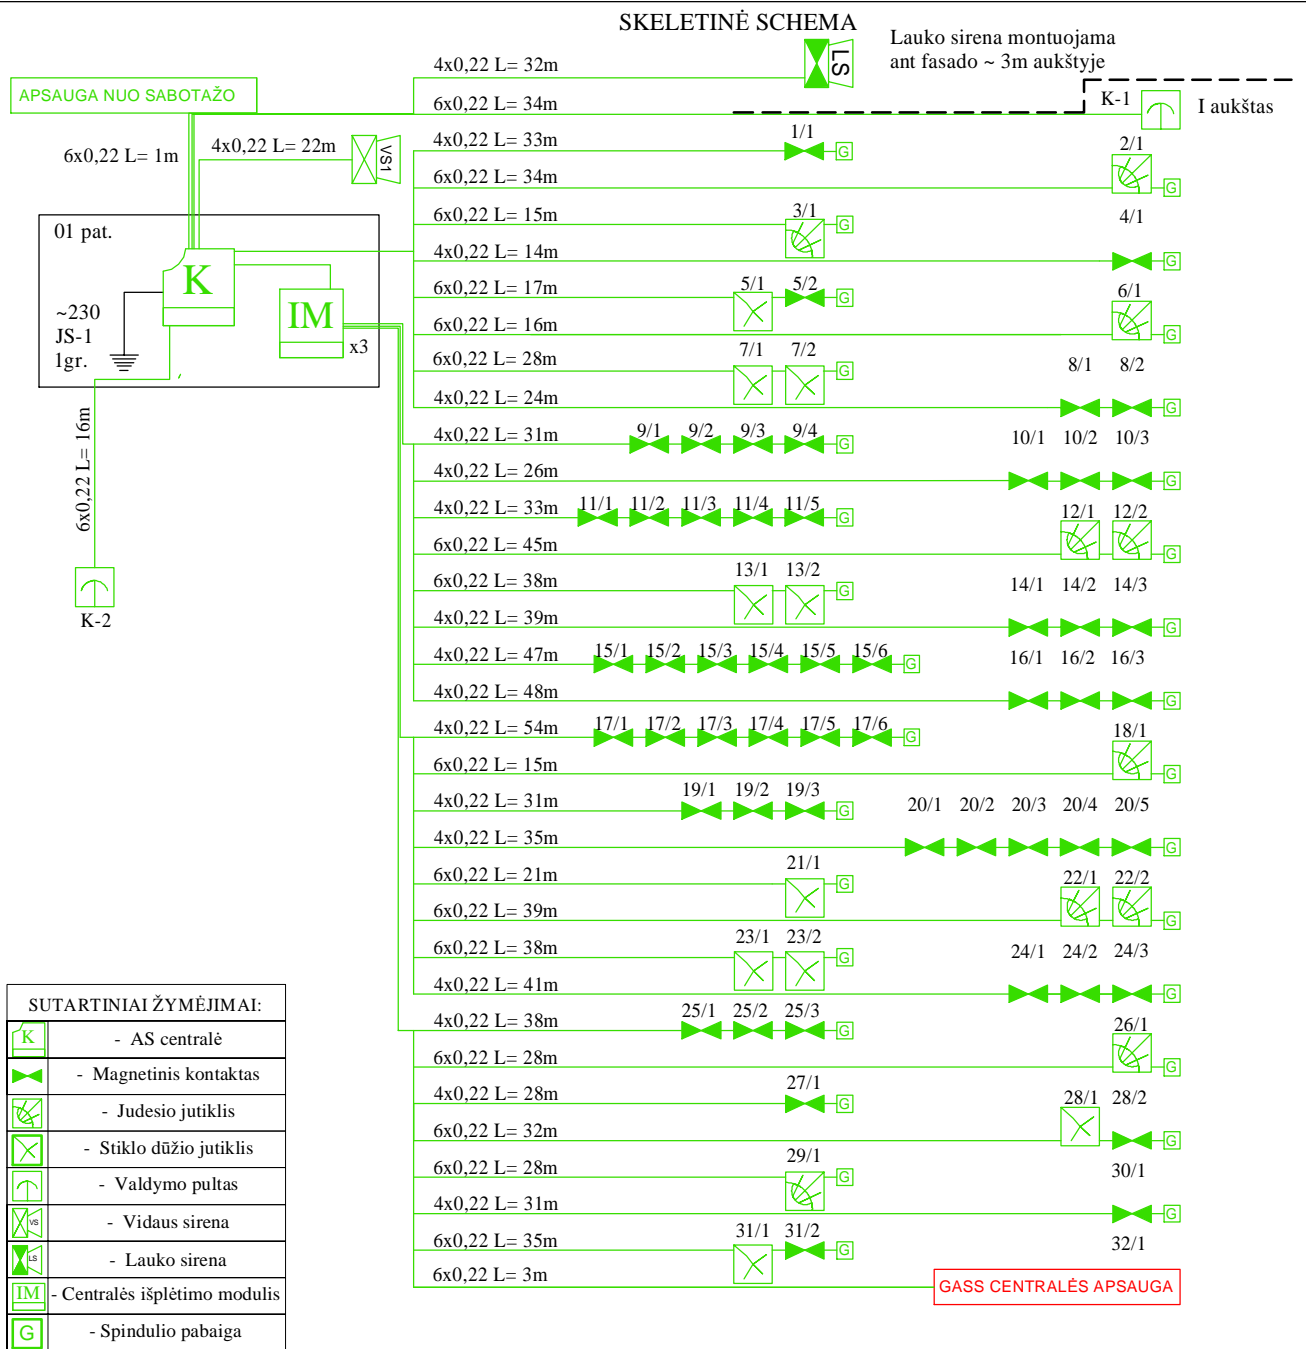 SKELETINĖ SCHEMA
Lauko sirena montuojama
ant fasado ~ 3m aukštyje
4x0,22 L= 32m
LS
APSAUGA NUO SABOTAŽO
6x0,22 L= 34m
K-1
I aukštas
6x0,22 L= 1m
4x0,22 L= 22m
VS1
4x0,22 L= 33m
1/1
G
6x0,22 L= 34m
2/1
G
6x0,22 L= 15m
3/1
G
4x0,22 L= 14m
4/1
G
01 pat.
K
IM
x3
~230
JS-1
1gr.
6x0,22 L= 16m
K-2
6x0,22 L= 17m
5/1 5/2
G
6x0,22 L= 16m
6/1
G
6x0,22 L= 28m
7/1 7/2
G
4x0,22 L= 24m
8/1 8/2
G
4x0,22 L= 31m
9/1 9/2 9/3 9/4
G
4x0,22 L= 26m
10/1 10/2 10/3
G
4x0,22 L= 33m
11/1 11/2 11/3 11/4 11/5
G
6x0,22 L= 45m
12/1 12/2
G
6x0,22 L= 38m
13/1 13/2
G
4x0,22 L= 39m
14/1 14/2 14/3
G
4x0,22 L= 47m
15/1 15/2 15/3 15/4 15/5 15/6
G
4x0,22 L= 48m
16/1 16/2 16/3
G
4x0,22 L= 54m
17/1 17/2 17/3 17/4 17/5 17/6
G
6x0,22 L= 15m
18/1
G
4x0,22 L= 31m
19/1 19/2 19/3
G
4x0,22 L= 35m
20/1 20/2 20/3 20/4 20/5
G
6x0,22 L= 21m
21/1
G
6x0,22 L= 39m
22/1 22/2
G
6x0,22 L= 38m
23/1 23/2
G
4x0,22 L= 41m
24/1 24/2 24/3
G
4x0,22 L= 38m
25/1 25/2 25/3
G
6x0,22 L= 28m
26/1
G
4x0,22 L= 28m
27/1
G
6x0,22 L= 32m
28/1 28/2
G
6x0,22 L= 28m
29/1
G
4x0,22 L= 31m
30/1
G
6x0,22 L= 35m
31/1 31/2
G
6x0,22 L= 3m
32/1
GASS CENTRALĖS APSAUGA
SUTARTINIAI ŽYMĖJIMAI:
K - AS centralė
- Magnetinis kontaktas
- Judesio jutiklis
- Stiklo dūžio jutiklis
- Valdymo pultas
VS - Vidaus sirena
LS - Lauko sirena
IM - Centralės išplėtimo modulis
G - Spindulio pabaiga